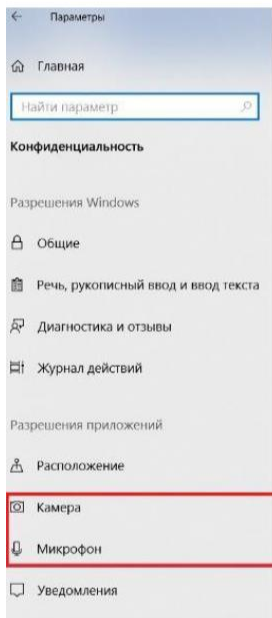 Параметры
Главная
Найти параметр
Конфиденциальность
Разрешения Windows
Общие
Речь, рукописный ввод и ввод текста
Диагностика и отзывы
Журнал действий
Разрешения приложений
Расположение
Камера
Микрофон
Уведомления